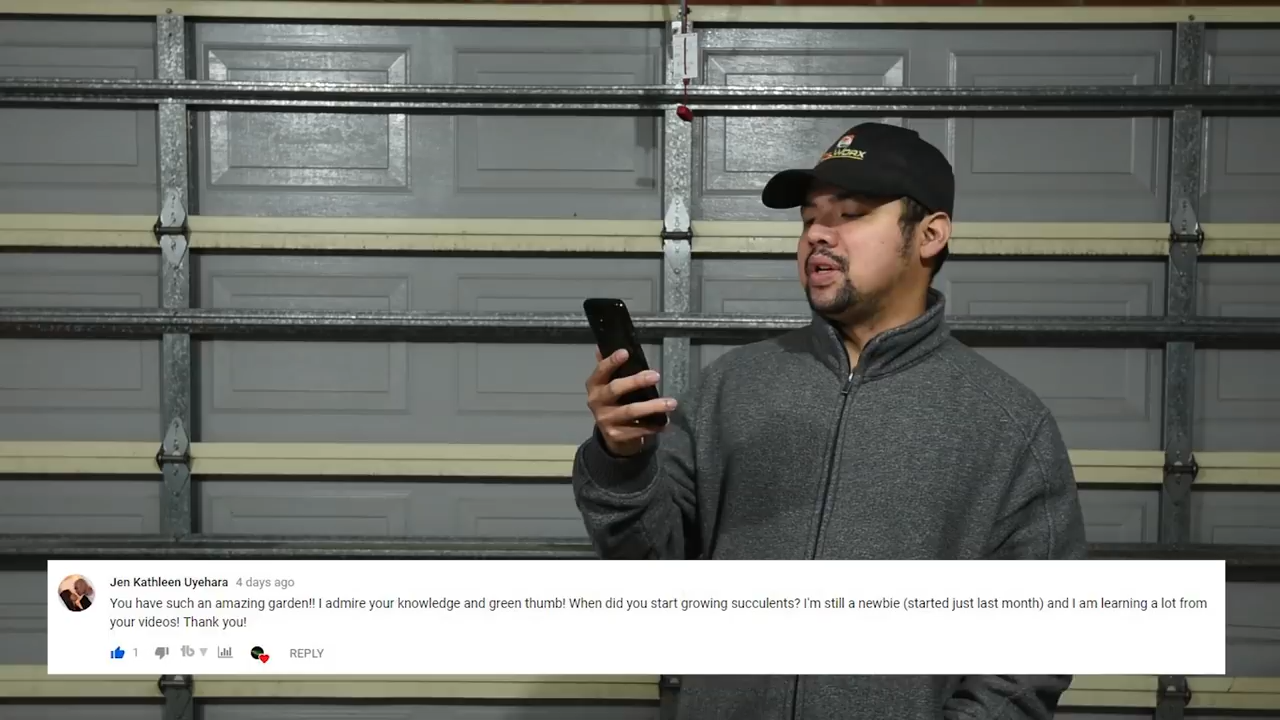 WORX
Jen Kathleen Uyehara 4 days ago
You have such an amazing garden!! I admire your knowledge and green thumb! When did you start growing succulents? I'm still a newbie (started just last month) and I am learning a lot from
your videos! Thank you!
1 REPLY